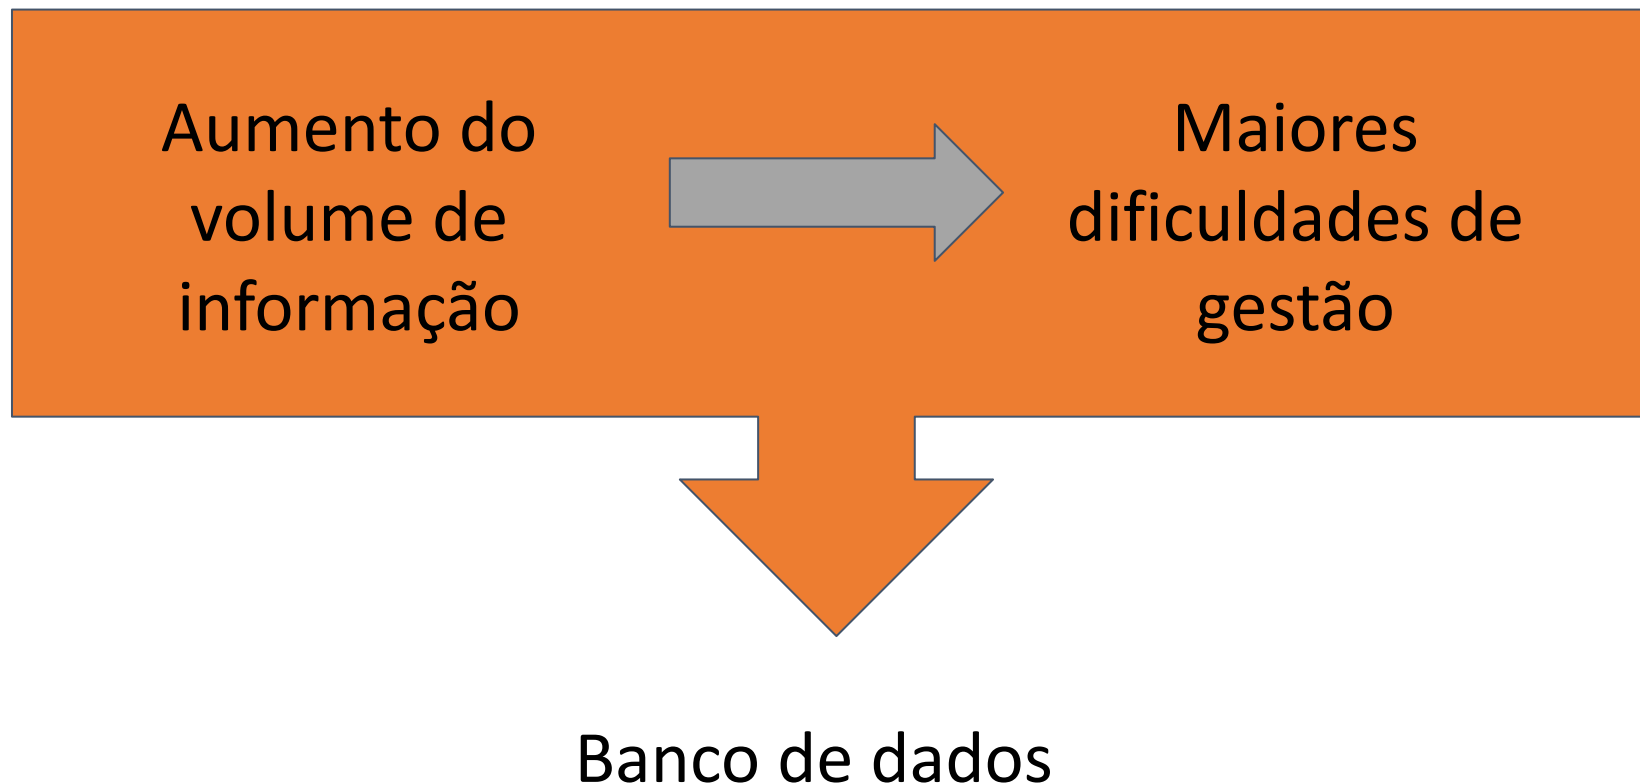 Aumento do
volume de
informação
Maiores
dificuldades de
gestão
Banco de dados